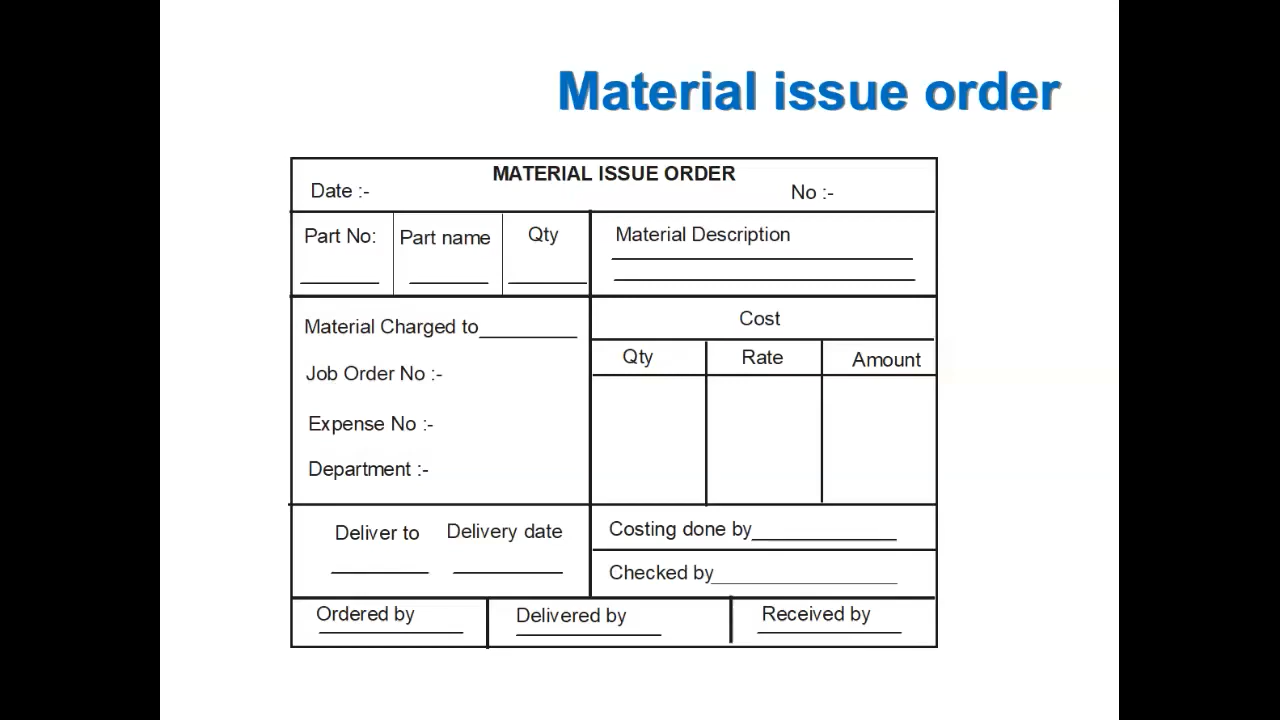 Material issue order
MATERIAL ISSUE ORDER
Date :-
No :-
Part No:
Part name
Qty
Material Description
Material Charged to
Job Order No :-
Expense No :-
Department :-
Cost
Qty
Rate
Amount
Deliver to
Delivery date
Costing done by
Checked by
Ordered by
Delivered by
Received by